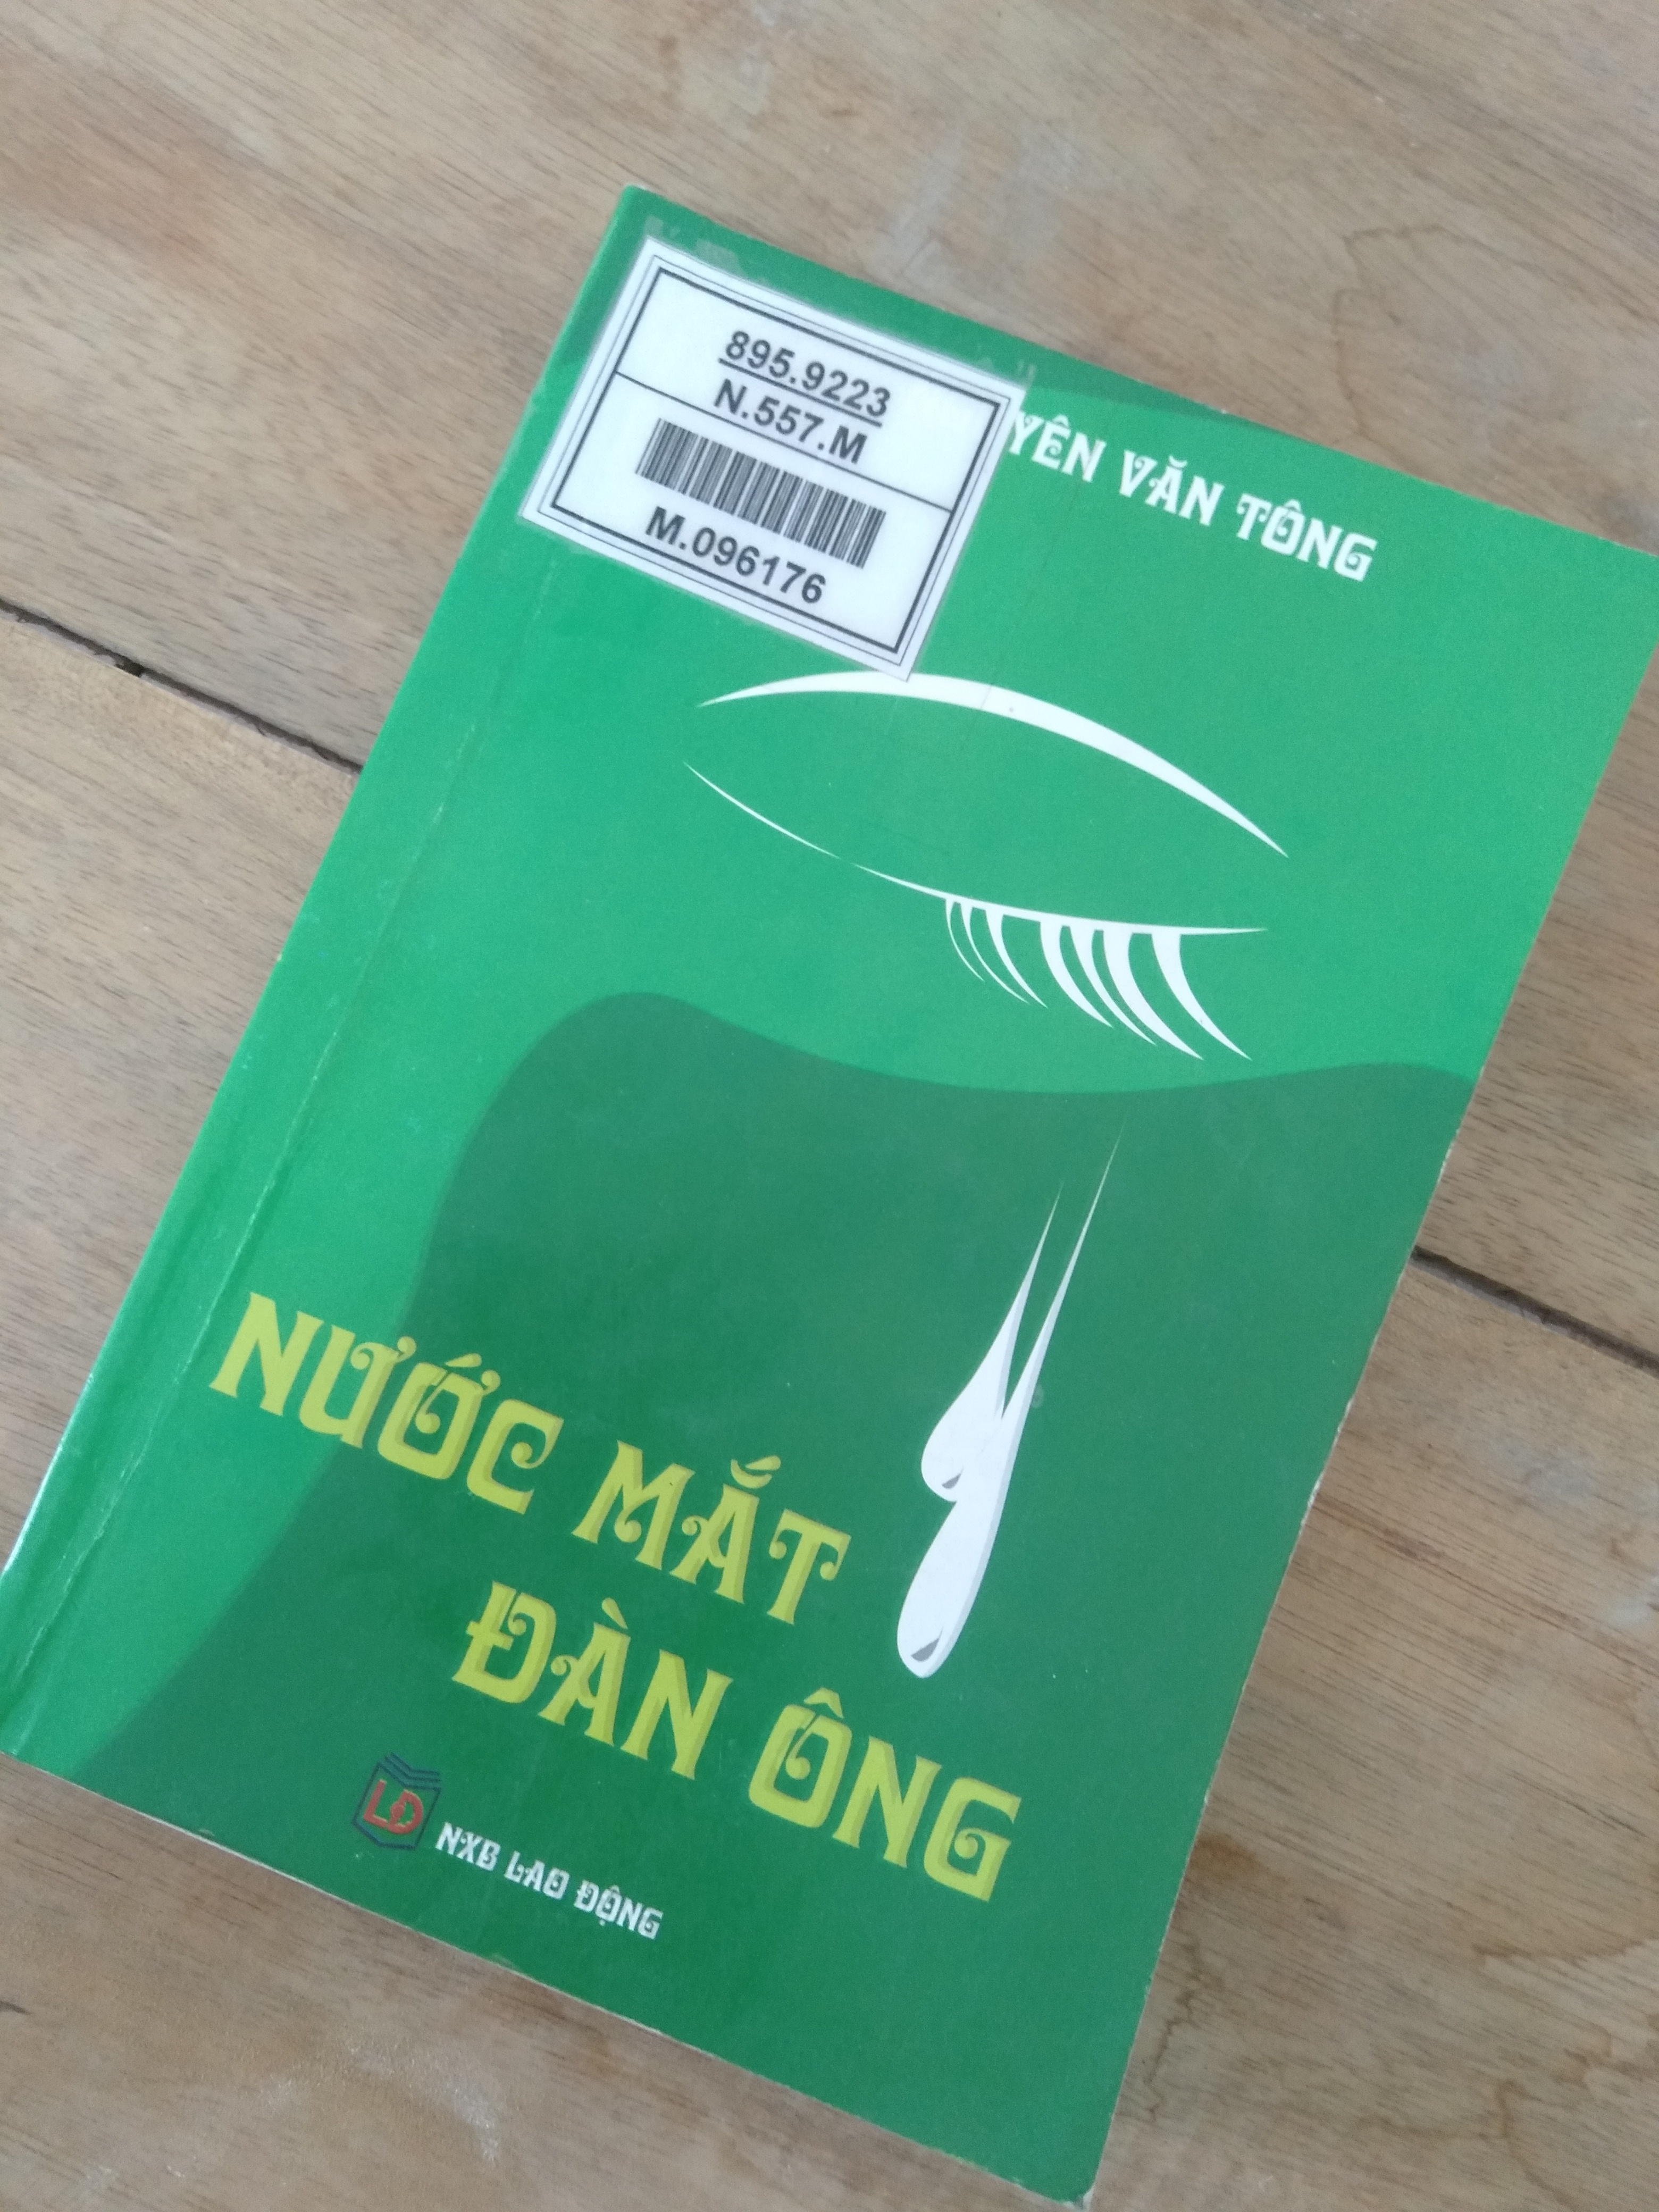 895.9223
N.557.M
M.096176
YÊN VĂN TÔNG
NƯỚC MẮT
ĐÀN ÔNG
LĐ
NXB LAO ĐỘNG